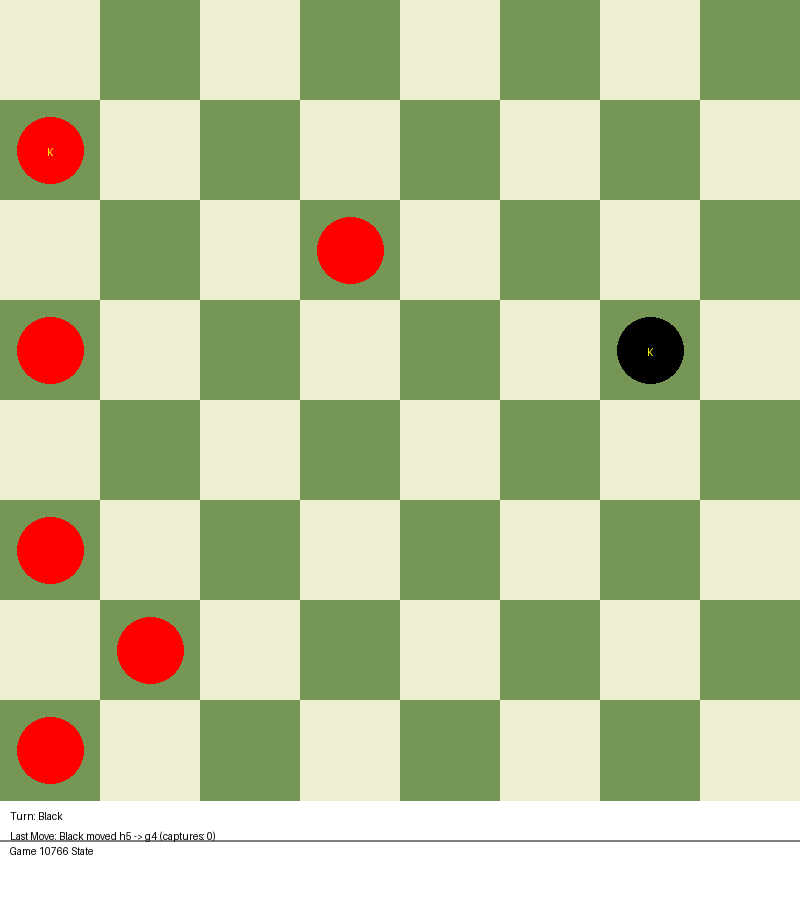 K
K
Turn: Black
Last Move: Black moved h5 -> g4 (captures: 0)
Game 10766 State